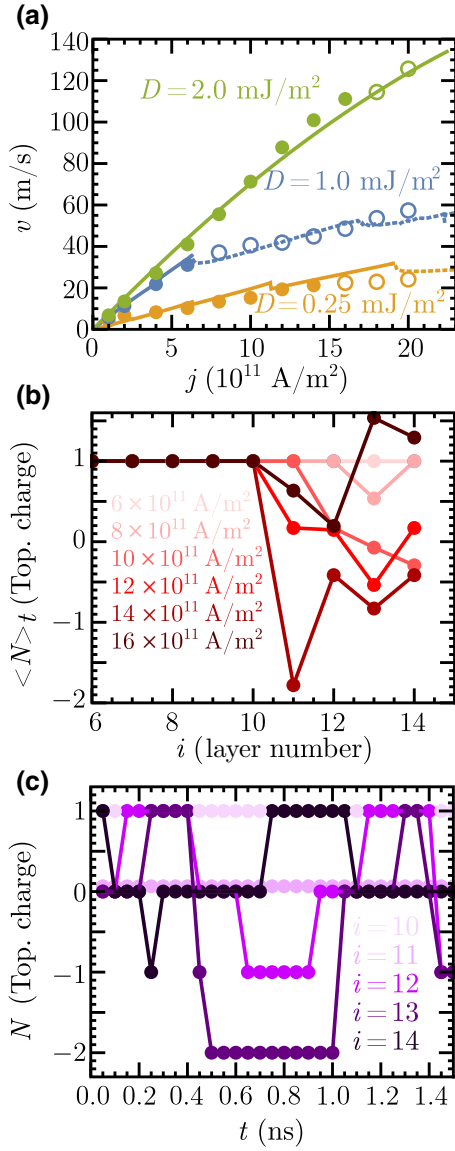 (a)
140
120
100
80
60
40
20
0
v (m/s)
D = 2.0 mJ/m²
D = 1.0 mJ/m²
D = 0.25 mJ/m²
0 5 10 15 20
j (10¹¹ A/m²)
(b)
1
0
−1
−2
<N>t (Top. charge)
6 × 10¹¹ A/m²
8 × 10¹¹ A/m²
10 × 10¹¹ A/m²
12 × 10¹¹ A/m²
14 × 10¹¹ A/m²
16 × 10¹¹ A/m²
6 8 10 12 14
i (layer number)
(c)
1
0
−1
−2
N (Top. charge)
i = 10
i = 11
i = 12
i = 13
i = 14
0.0 0.2 0.4 0.6 0.8 1.0 1.2 1.4
t (ns)